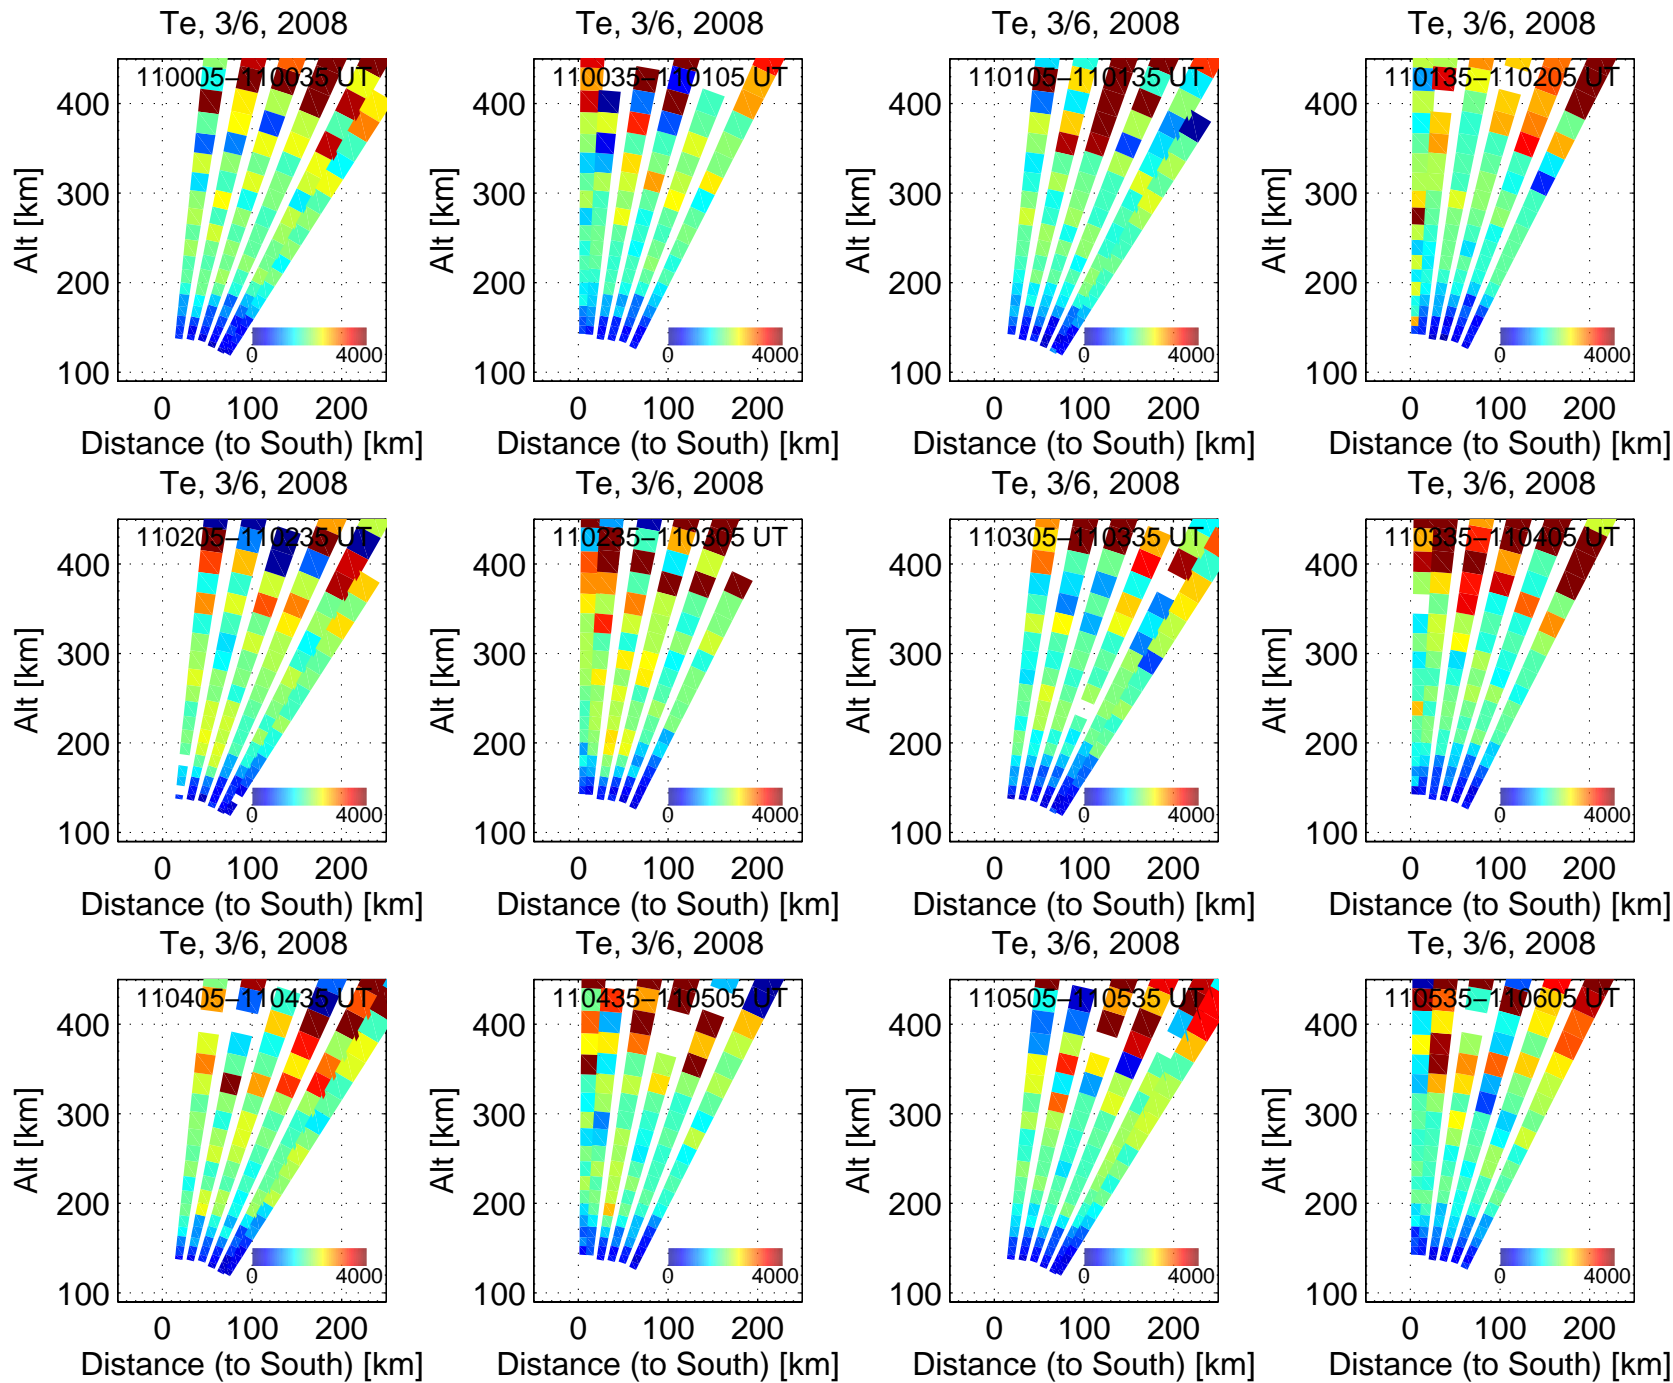 Te, 3/6, 2008 Te, 3/6, 2008 Te, 3/6, 2008 Te, 3/6, 2008
110005–110035 UT 110035–110105 UT 110105–110135 UT 110135–110205 UT
400 400 400 400
300 300 300 300
Alt [km] Alt [km] Alt [km] Alt [km]
200 200 200 200
0 4000 0 4000 0 4000 0 4000
100 100 100 100
0 100 200 0 100 200 0 100 200 0 100 200
Distance (to South) [km] Distance (to South) [km] Distance (to South) [km] Distance (to South) [km]
Te, 3/6, 2008 Te, 3/6, 2008 Te, 3/6, 2008 Te, 3/6, 2008
110205–110235 UT 110235–110305 UT 110305–110335 UT 110335–110405 UT
400 400 400 400
300 300 300 300
Alt [km] Alt [km] Alt [km] Alt [km]
200 200 200 200
0 4000 0 4000 0 4000 0 4000
100 100 100 100
0 100 200 0 100 200 0 100 200 0 100 200
Distance (to South) [km] Distance (to South) [km] Distance (to South) [km] Distance (to South) [km]
Te, 3/6, 2008 Te, 3/6, 2008 Te, 3/6, 2008 Te, 3/6, 2008
110405–110435 UT 110435–110505 UT 110505–110535 UT 110535–110605 UT
400 400 400 400
300 300 300 300
Alt [km] Alt [km] Alt [km] Alt [km]
200 200 200 200
0 4000 0 4000 0 4000 0 4000
100 100 100 100
0 100 200 0 100 200 0 100 200 0 100 200
Distance (to South) [km] Distance (to South) [km] Distance (to South) [km] Distance (to South) [km]